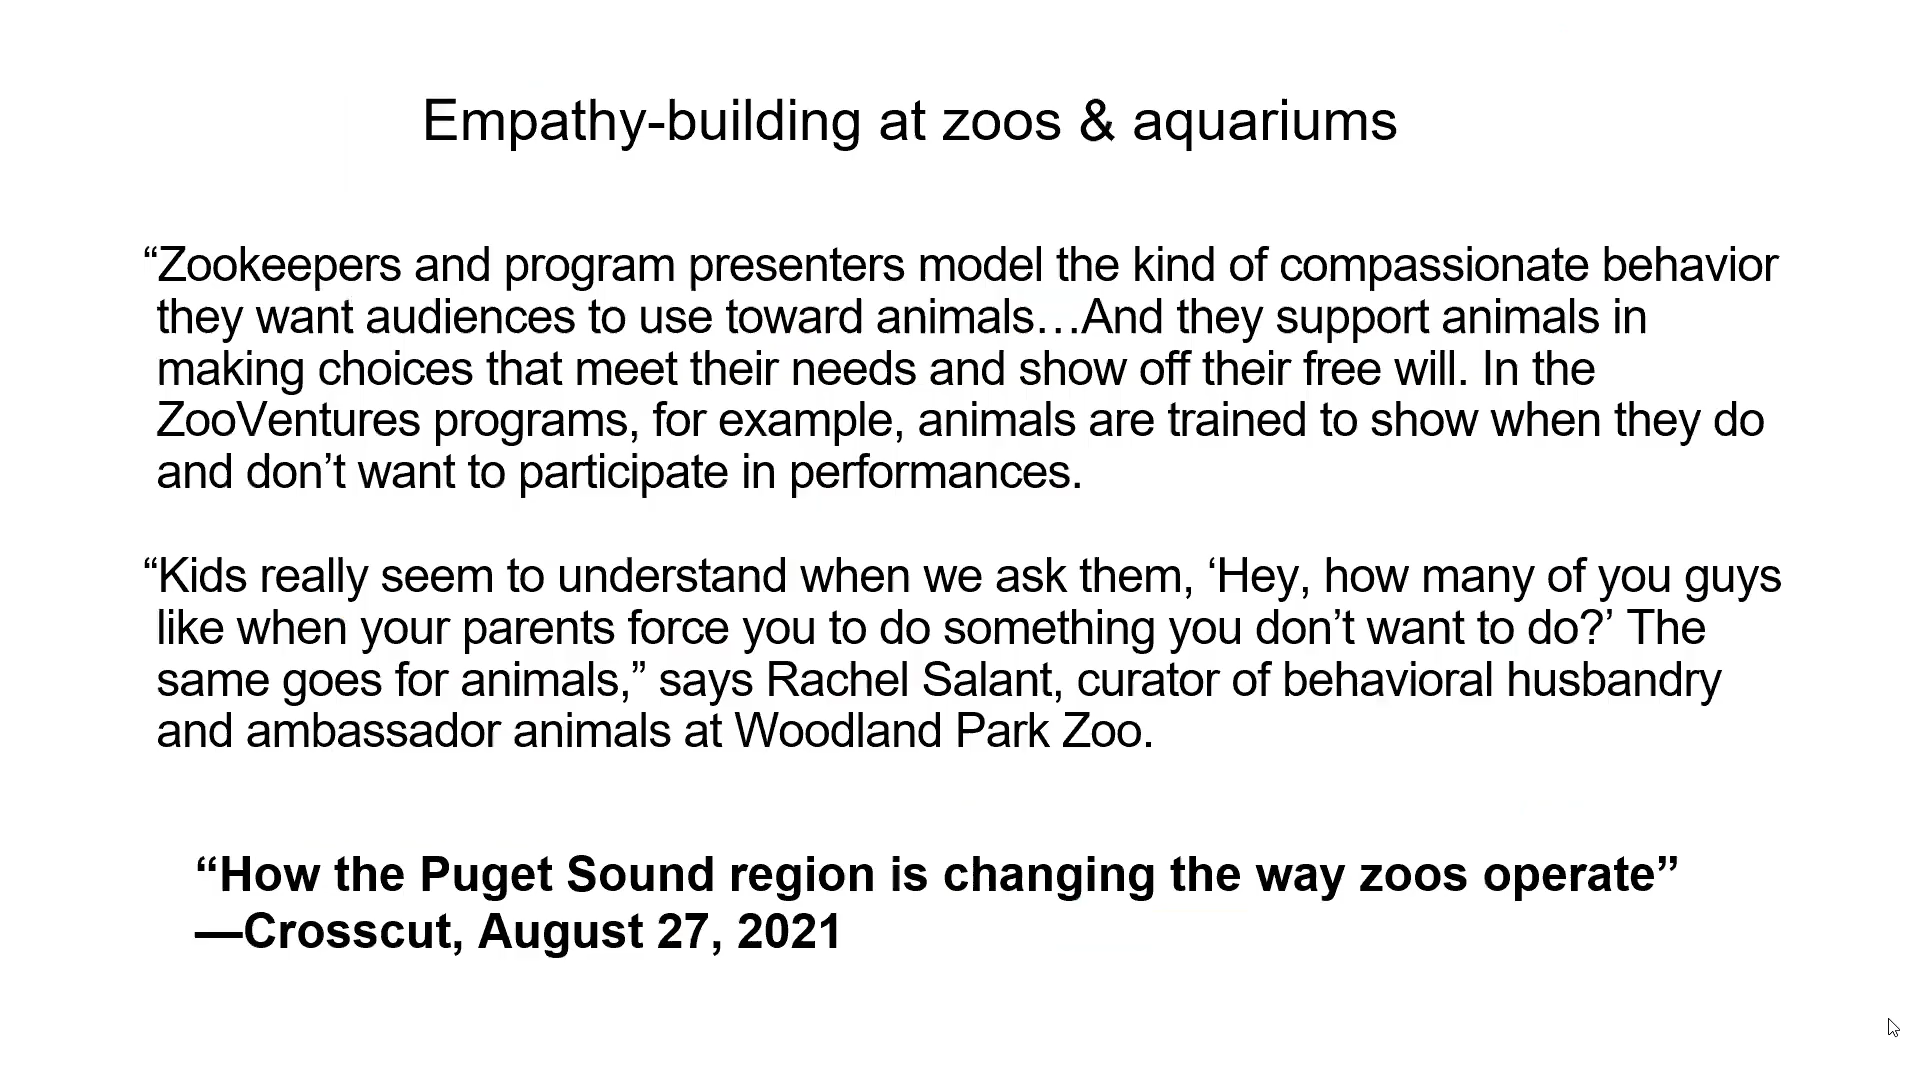 Empathy-building at zoos & aquariums
“Zookeepers and program presenters model the kind of compassionate behavior
they want audiences to use toward animals…And they support animals in
making choices that meet their needs and show off their free will. In the
ZooVentures programs, for example, animals are trained to show when they do
and don’t want to participate in performances.
“Kids really seem to understand when we ask them, ‘Hey, how many of you guys
like when your parents force you to do something you don’t want to do?’ The
same goes for animals,” says Rachel Salant, curator of behavioral husbandry
and ambassador animals at Woodland Park Zoo.
“How the Puget Sound region is changing the way zoos operate”
—Crosscut, August 27, 2021